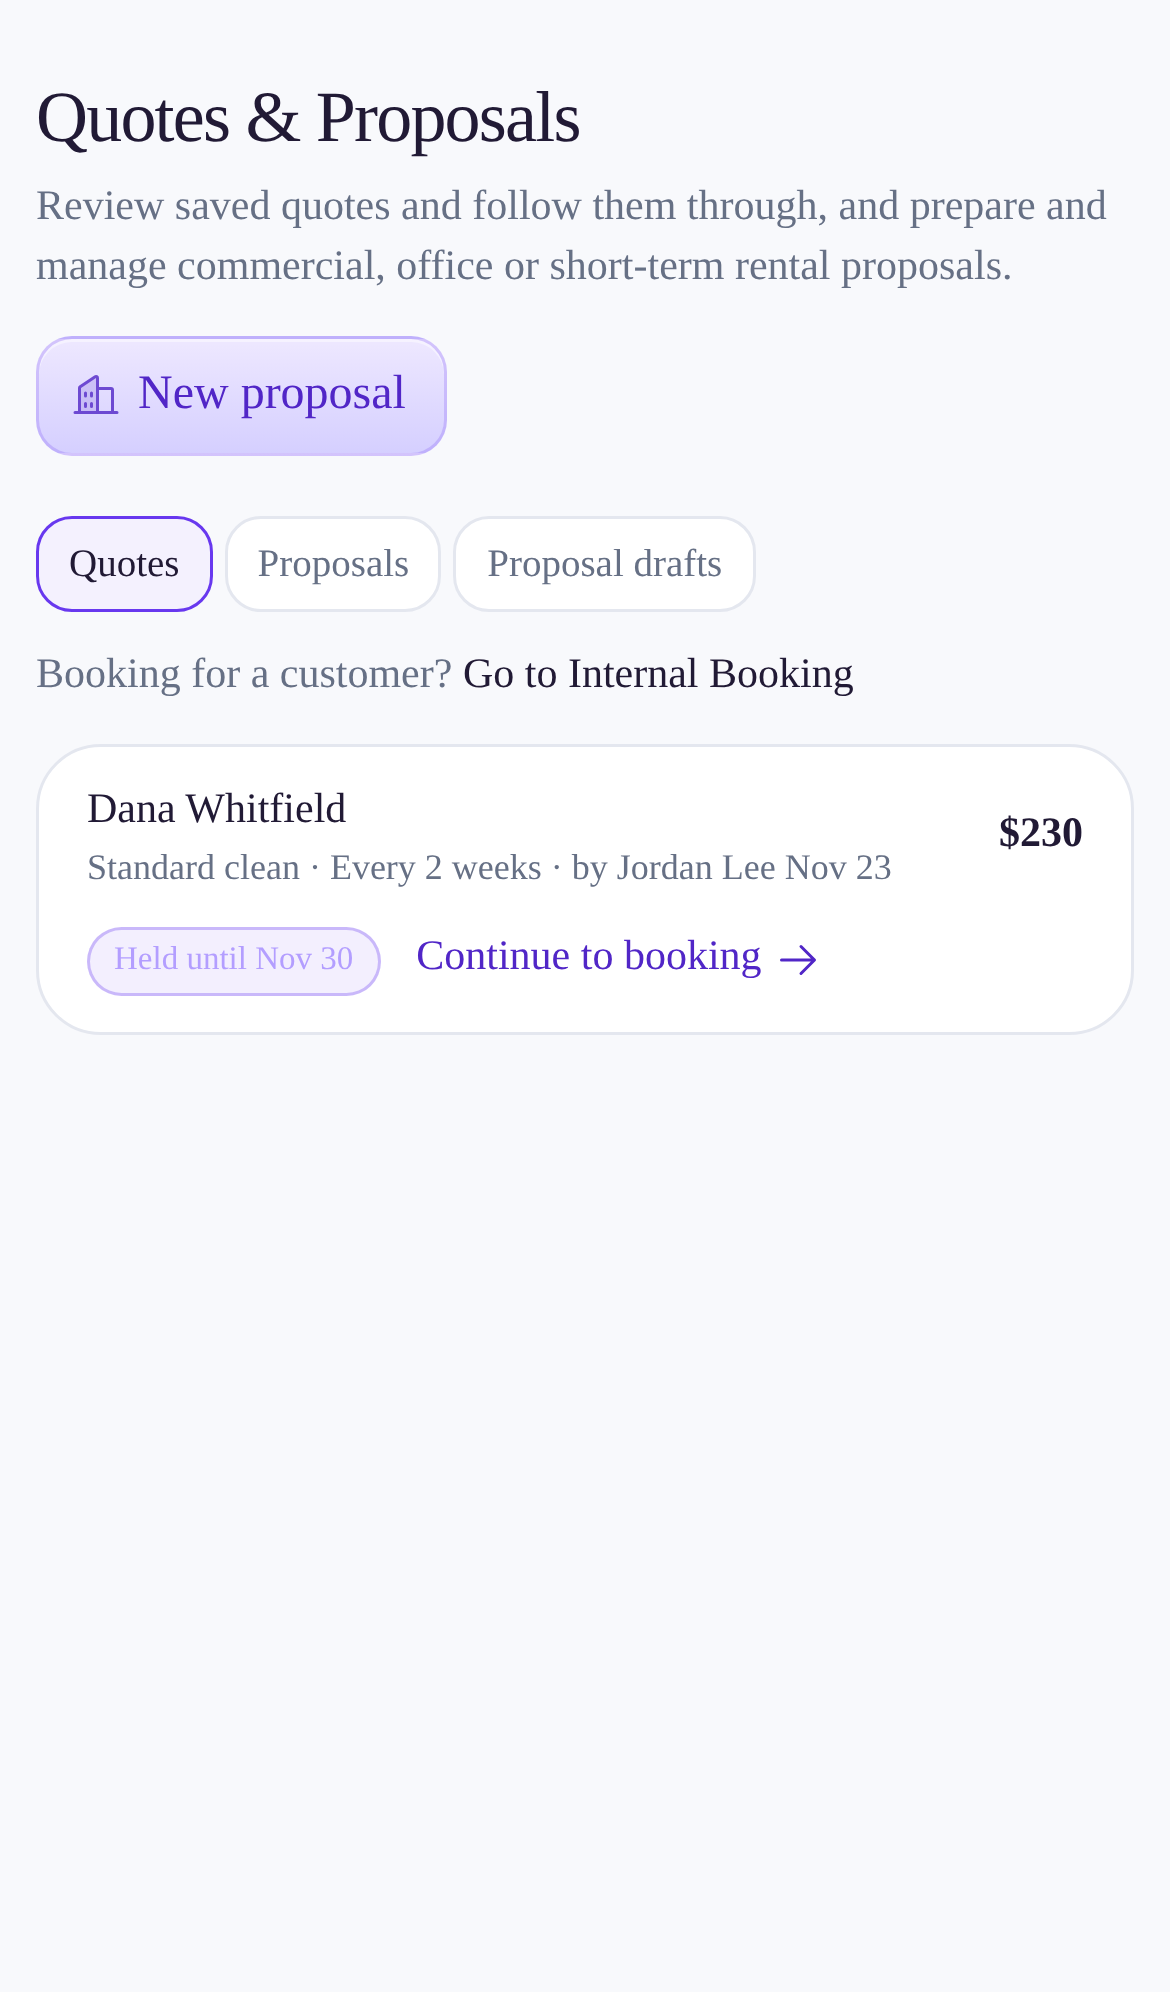 Quotes & Proposals
Review saved quotes and follow them through, and prepare and
manage commercial, office or short-term rental proposals.
New proposal
Quotes
Proposals
Proposal drafts
Booking for a customer? Go to Internal Booking
Dana Whitfield
$230
Standard clean · Every 2 weeks · by Jordan Lee Nov 23
Held until Nov 30
Continue to booking →